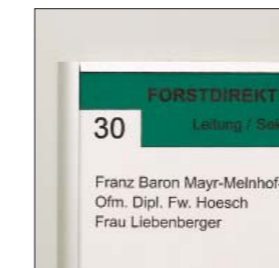 FORSTDIREKT
30
Leitung / Sek
Franz Baron Mayr-Melnhof-
Ofm. Dipl. Fw. Hoesch
Frau Liebenberger